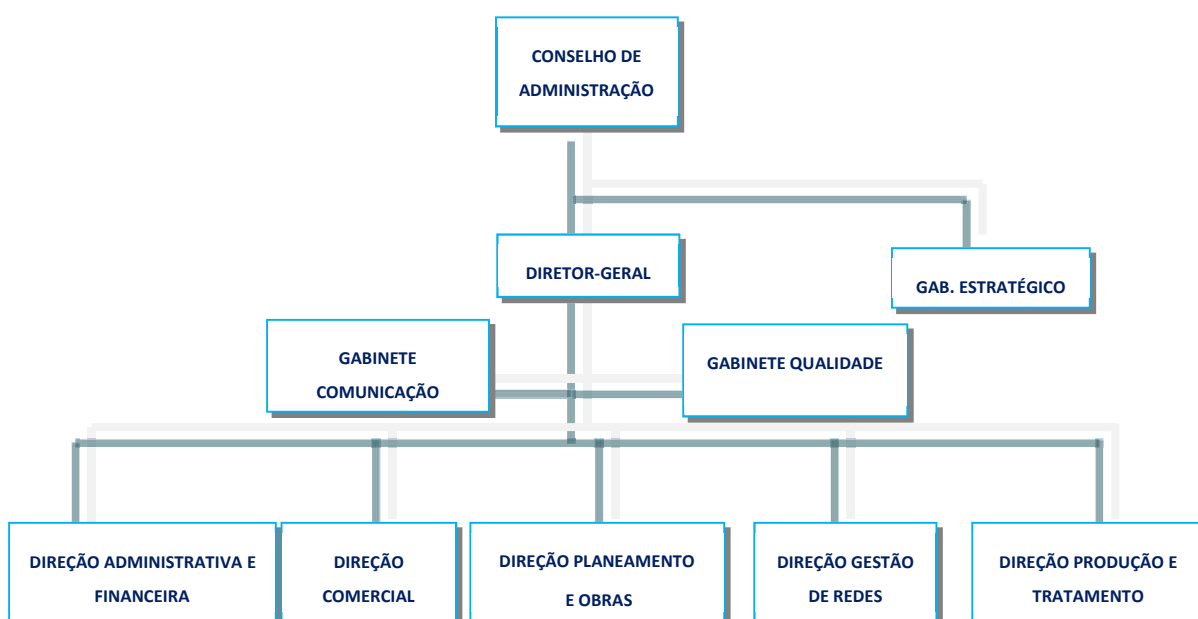 CONSELHO DE
ADMINISTRAÇÃO
DIRETOR-GERAL
GAB. ESTRATÉGICO
GABINETE
COMUNICAÇÃO
GABINETE QUALIDADE
DIREÇÃO ADMINISTRATIVA E
FINANCEIRA
DIREÇÃO
COMERCIAL
DIREÇÃO PLANEAMENTO
E OBRAS
DIREÇÃO GESTÃO
DE REDES
DIREÇÃO PRODUÇÃO E
TRATAMENTO